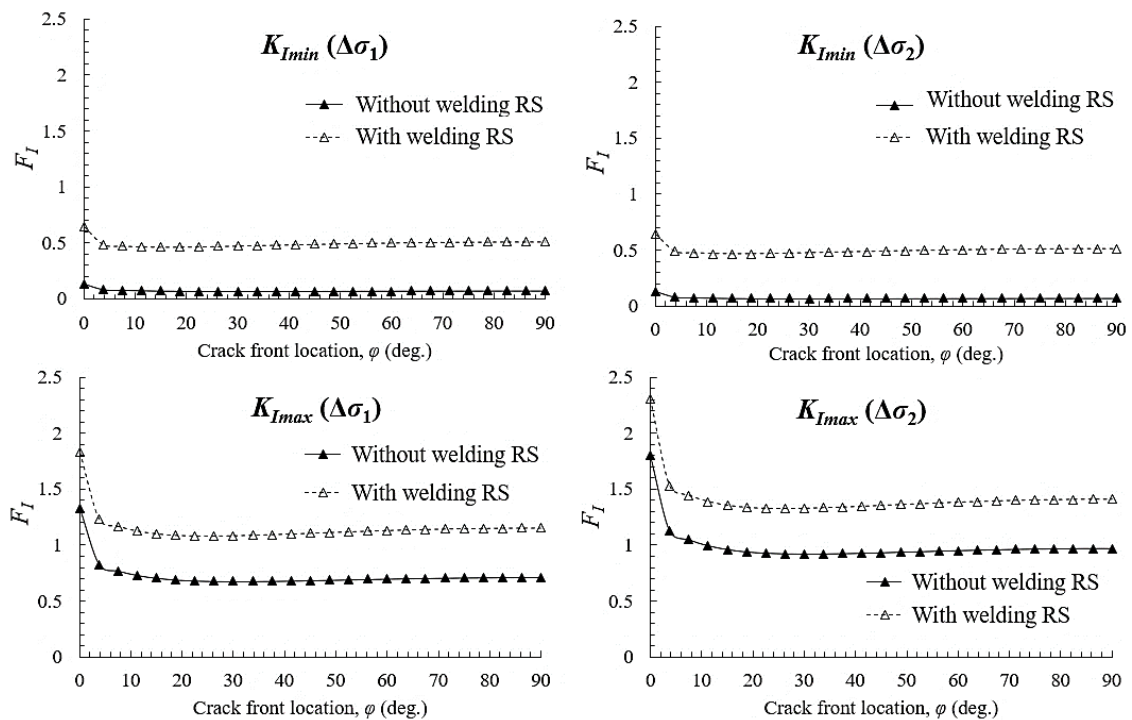 K_Imin (Δσ₁)
Without welding RS
With welding RS
F_I
2.5
2
1.5
1
0.5
0
0 10 20 30 40 50 60 70 80 90
Crack front location, φ (deg.)
K_Imin (Δσ₂)
Without welding RS
With welding RS
F_I
2.5
2
1.5
1
0.5
0
0 10 20 30 40 50 60 70 80 90
Crack front location, φ (deg.)
K_Imax (Δσ₁)
Without welding RS
With welding RS
F_I
2.5
2
1.5
1
0.5
0
0 10 20 30 40 50 60 70 80 90
Crack front location, φ (deg.)
K_Imax (Δσ₂)
Without welding RS
With welding RS
F_I
2.5
2
1.5
1
0.5
0
0 10 20 30 40 50 60 70 80 90
Crack front location, φ (deg.)